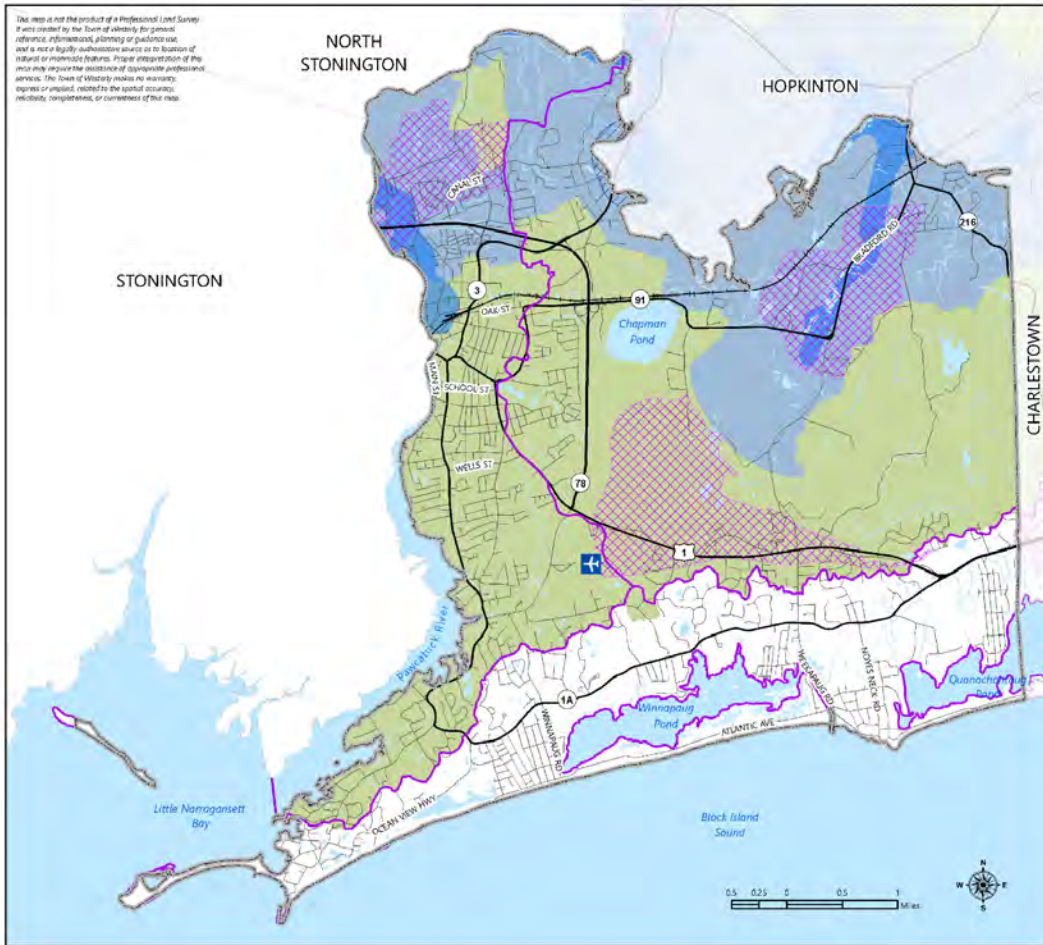 This map is not the product of a Professional Land Survey
It was created by the Town of Westerly for general
reference, informational, planning or guidance use,
and is not a legally authoritative source as to location of
natural or manmade features. Proper interpretation of this
map may require the assistance of appropriate professional
services. The Town of Westerly makes no warranty,
express or implied, related to the spatial accuracy,
reliability, completeness, or currentness of this map.
NORTH
STONINGTON
HOPKINTON
CANAL ST
BRADFORD RD
216
STONINGTON
3
91
OAK ST
Chapman
Pond
CHARLESTOWN
MAIN ST
SCHOOL ST
WELLS ST
78
1
Pawcatuck River
1A
WINNAPAUG RD
Winnapaug
Pond
WEEKAPAUG RD
NOYES NECK RD
Quanochontaug
Pond
ATLANTIC AVE
OCEAN VIEW HWY
Little Narragansett
Bay
Block Island
Sound
N
W
E
S
0.5
0.25
0
0.5
1
Miles